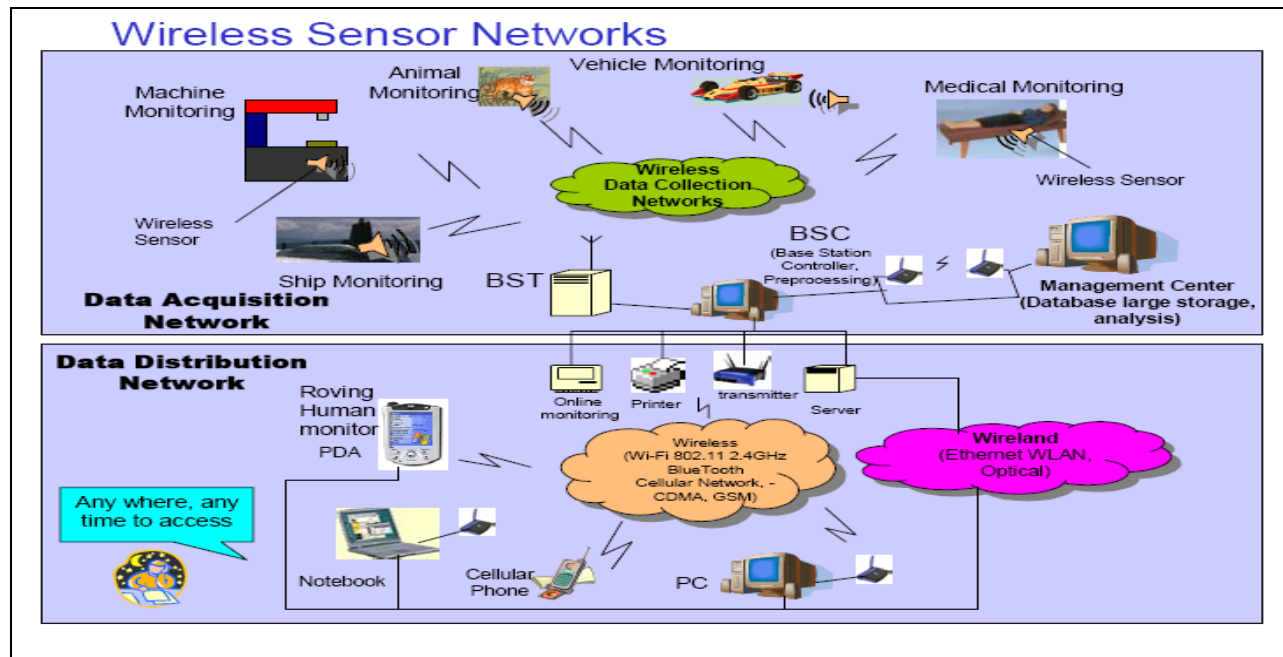 Wireless Sensor Networks
Machine
Monitoring
Animal
Monitoring
Vehicle Monitoring
Medical Monitoring
Wireless
Data Collection
Networks
Wireless Sensor
Wireless
Sensor
Ship Monitoring
BST
BSC
(Base Station
Controller,
Preprocessing)
Management Center
(Database large storage,
analysis)
Data Acquisition
Network
Data Distribution
Network
Roving
Human
monitor
PDA
Online
monitoring
Printer
transmitter
Server
Wireless
(Wi-Fi 802.11 2.4GHz
BlueTooth
Cellular Network, -
CDMA, GSM)
Wireland
(Ethernet WLAN,
Optical)
Any where, any
time to access
Notebook
Cellular
Phone
PC